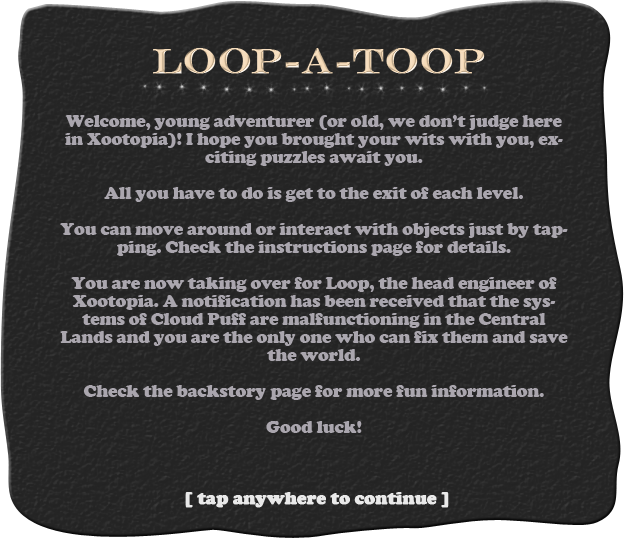 LOOP-A-TOOP
Welcome, young adventurer (or old, we don't judge here
in Xootopia)! I hope you brought your wits with you, ex-
citing puzzles await you.
All you have to do is get to the exit of each level.
You can move around or interact with objects just by tap-
ping. Check the instructions page for details.
You are now taking over for Loop, the head engineer of
Xootopia. A notification has been received that the sys-
tems of Cloud Puff are malfunctioning in the Central
Lands and you are the only one who can fix them and save
the world.
Check the backstory page for more fun information.
Good luck!
[ tap anywhere to continue ]